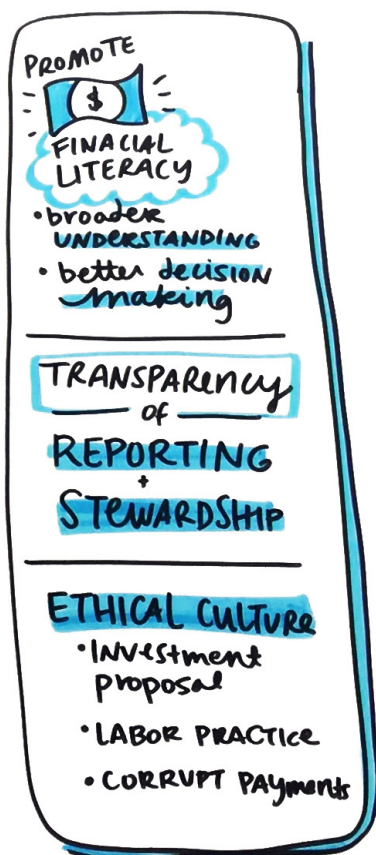 PROMOTE
$
FINACIAL
LITERACY
• broader
UNDERSTANDING
• better decision
making
TRANSPARENCY
of
REPORTING
+
STEWARDSHIP
ETHICAL CULTURE
• INVestment
proposal
• LABOR PRACTICE
• CORRUPT PAYments